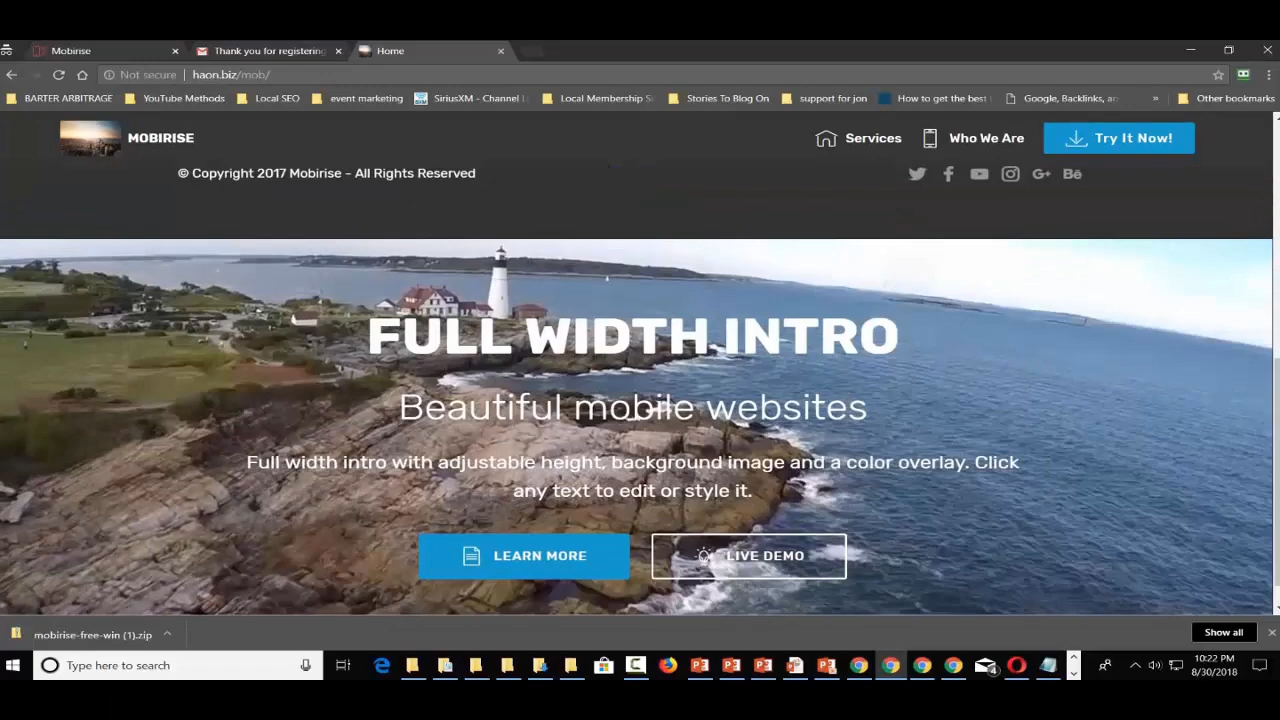 Mobirise
Thank you for registering
Home
Not secure
haon.biz/mob/
BARTER ARBITRAGE
YouTube Methods
Local SEO
event marketing
SiriusXM - Channel
Local Membership
Stories To Blog On
support for jon
How to get the best
Google, Backlinks,
»
Other bookmarks
MOBIRISE
Services
Who We Are
Try It Now!
© Copyright 2017 Mobirise - All Rights Reserved
FULL WIDTH INTRO
Beautiful mobile websites
Full width intro with adjustable height, background image and a color overlay. Click
any text to edit or style it.
LEARN MORE
LIVE DEMO
mobirise-free-win (1).zip
Show all
Type here to search
4
10:22 PM
8/30/2018